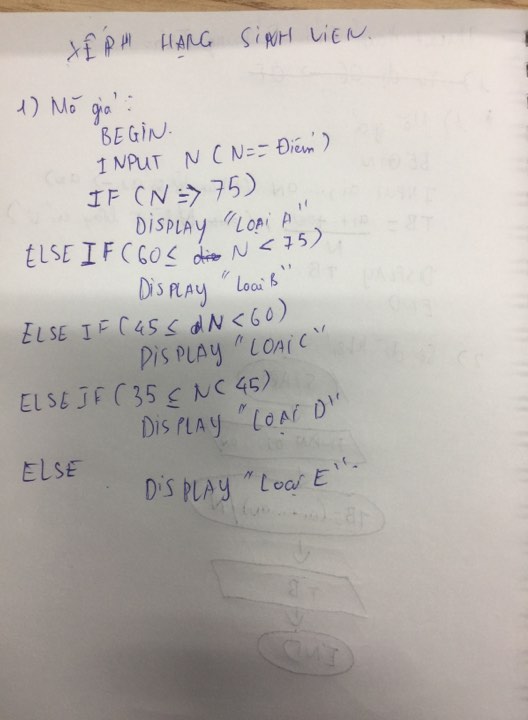 XẾPH HẠNG SINH VIÊN.
1) Mã giả :
BEGIN.
INPUT N ( N == Điểm )
IF ( N => 75)
DISPLAY "LOẠI A"
ELSE IF ( 60 ≤ N < 75)
DISPLAY "Loại B"
ELSE IF ( 45 ≤ N < 60)
DISPLAY "LOẠI C"
ELSE IF ( 35 ≤ N < 45)
DISPLAY "LOẠI D"
ELSE
DISPLAY "Loại E".